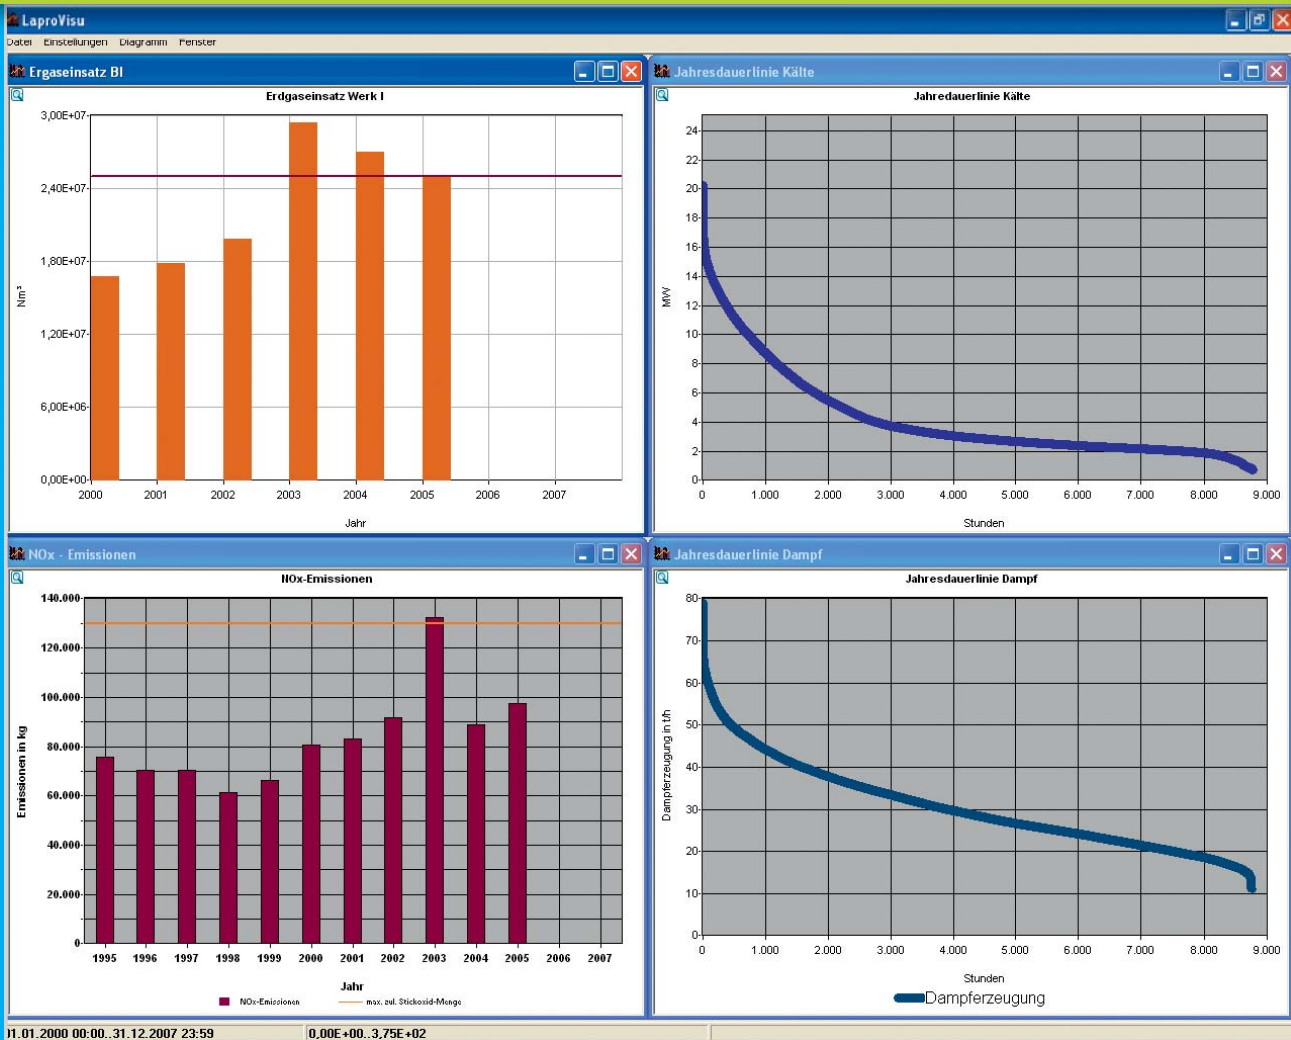 LaproVisu
Datei Einstellungen Diagramm Fenster
Ergaseinsatz BI
Erdgaseinsatz Werk I
3,00E+07
2,40E+07
1,80E+07
1,20E+07
6,00E+06
0,00E+00
Nm³
2000 2001 2002 2003 2004 2005 2006 2007
Jahr
Jahresdauerlinie Kälte
Jahredauerlinie Kälte
24
22
20
18
16
14
12
10
8
6
4
2
0
MW
0 1.000 2.000 3.000 4.000 5.000 6.000 7.000 8.000 9.000
Stunden
NOx - Emissionen
NOx-Emissionen
140.000
120.000
100.000
80.000
60.000
40.000
20.000
0
Emissionen in kg
1995 1996 1997 1998 1999 2000 2001 2002 2003 2004 2005 2006 2007
Jahr
NOx-Emissionen max. zul. Stickoxid-Menge
Jahresdauerlinie Dampf
Jahresdauerlinie Dampf
80
70
60
50
40
30
20
10
0
Dampferzeugung in t/h
0 1.000 2.000 3.000 4.000 5.000 6.000 7.000 8.000 9.000
Stunden
Dampferzeugung
01.01.2000 00:00..31.12.2007 23:59 0,00E+00..3,75E+02